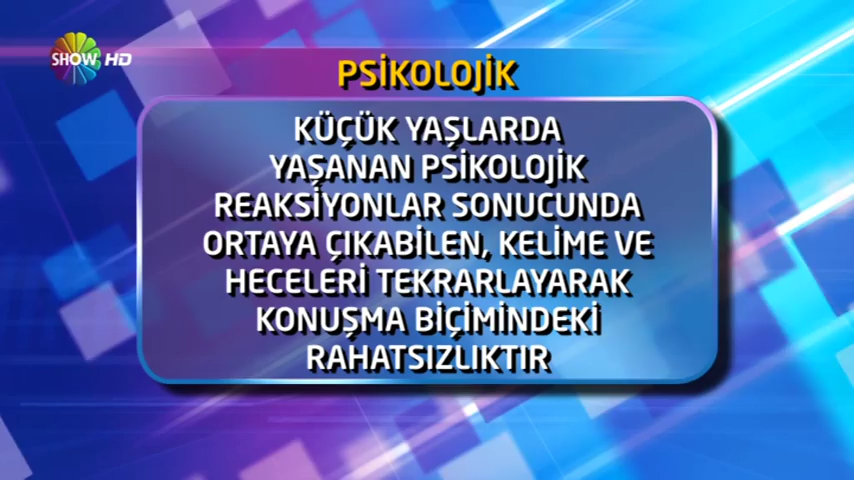 SHOW HD
PSİKOLOJİK
KÜÇÜK YAŞLARDA
YAŞANAN PSİKOLOJİK
REAKSİYONLAR SONUCUNDA
ORTAYA ÇIKABİLEN, KELİME VE
HECELERİ TEKRARLAYARAK
KONUŞMA BİÇİMİNDEKİ
RAHATSIZLIKTIR